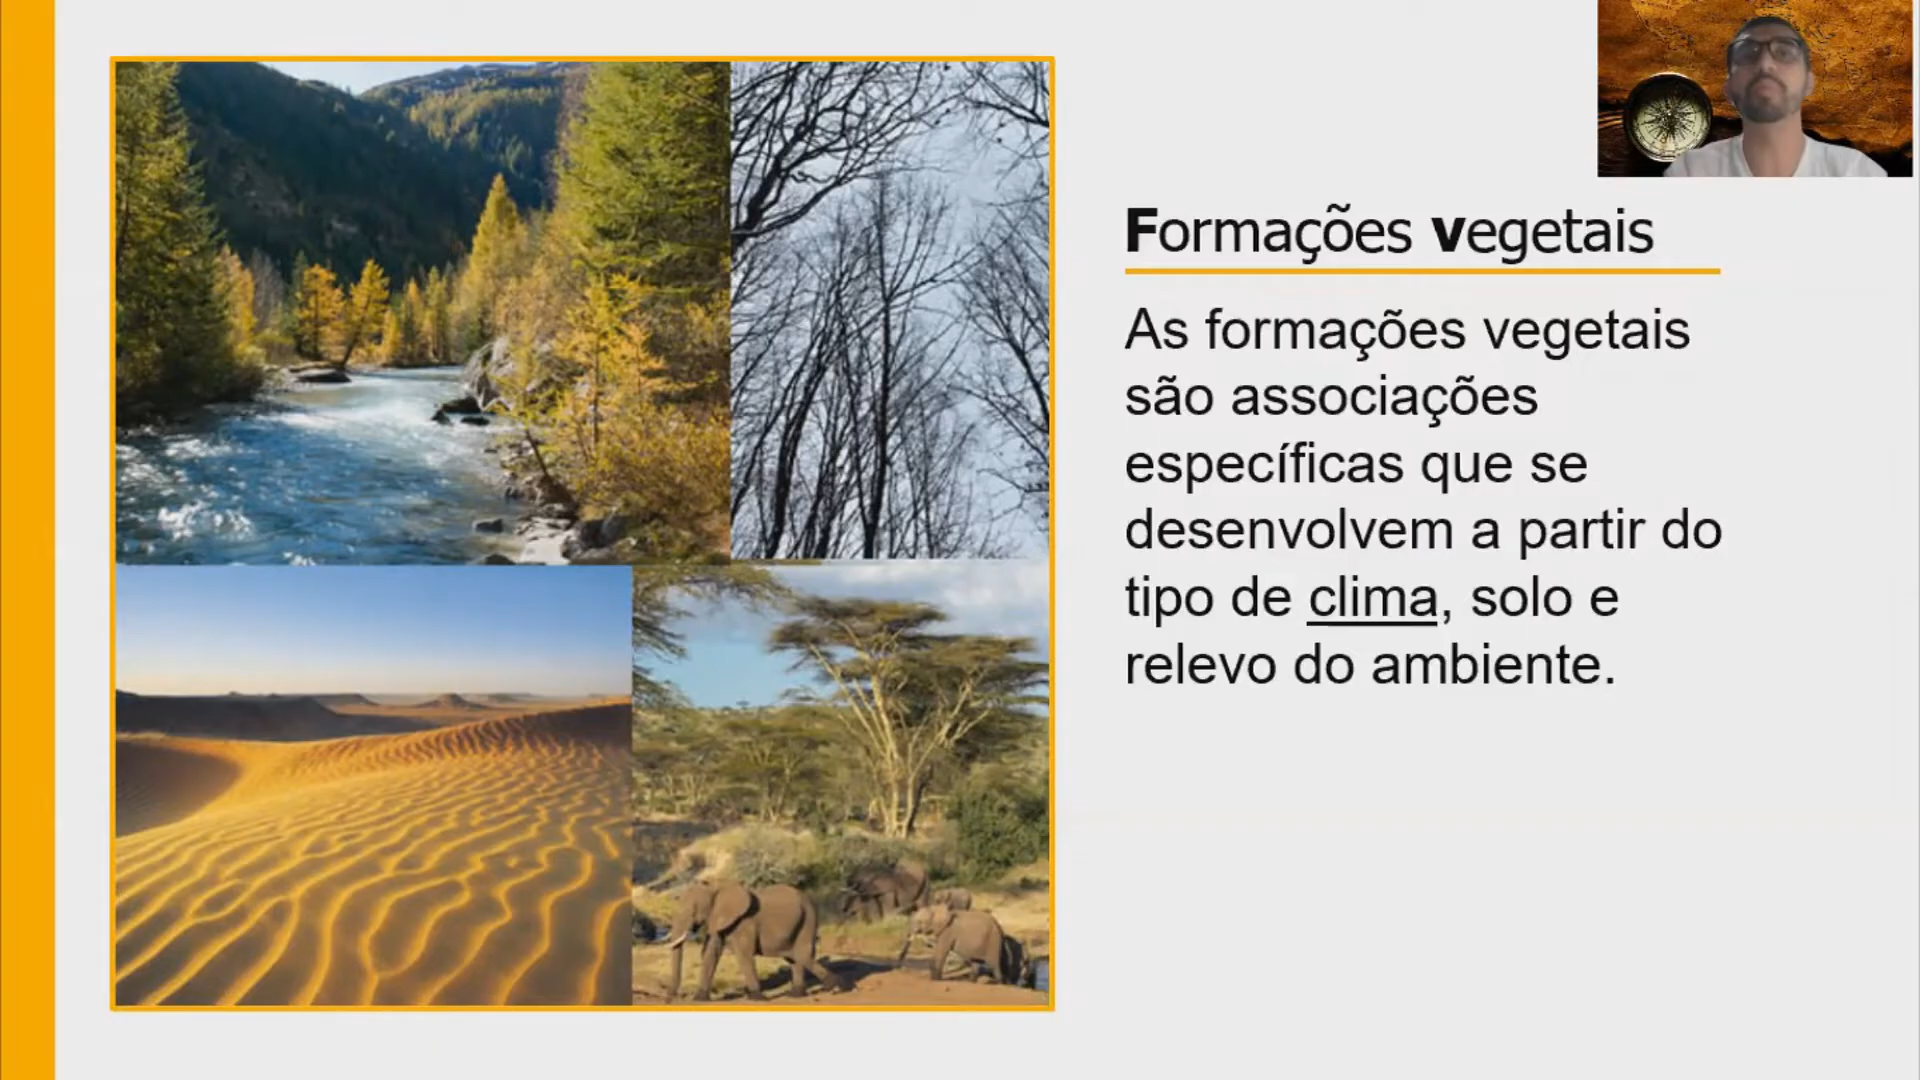 Formações vegetais
As formações vegetais
são associações
específicas que se
desenvolvem a partir do
tipo de clima, solo e
relevo do ambiente.